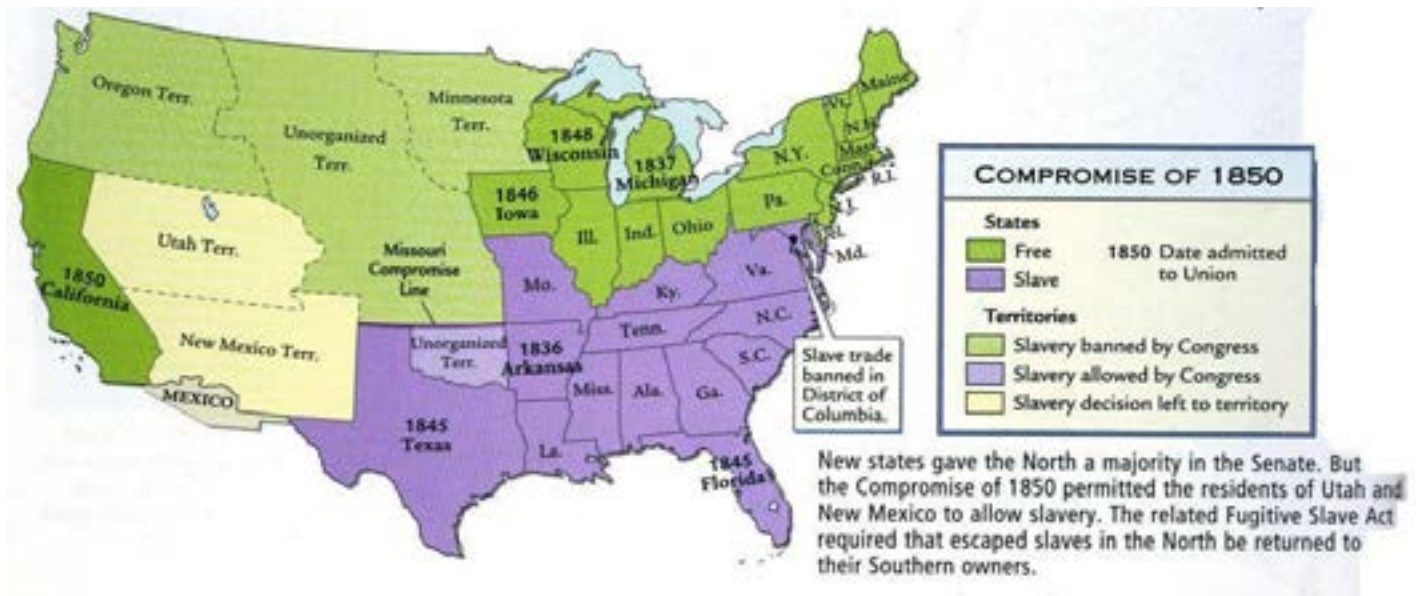 Oregon Terr.
Unorganized
Terr.
Minnesota
Terr.
1848
Wisconsin
1837
Michigan
1846
Iowa
Maine
Vt.
N.H.
Mass.
Conn.
R.I.
N.Y.
Pa.
N.J.
Md.
Ill.
Ind.
Ohio
Utah Terr.
Missouri
Compromise
Line
Mo.
Ky.
Va.
1850
California
New Mexico Terr.
Unorganized
Terr.
1836
Arkansas
Tenn.
N.C.
S.C.
Miss.
Ala.
Ga.
MEXICO
1845
Texas
La.
1845
Florida
Slave trade
banned in
District of
Columbia.
COMPROMISE OF 1850
States
Free
Slave
1850 Date admitted
to Union
Territories
Slavery banned by Congress
Slavery allowed by Congress
Slavery decision left to territory
New states gave the North a majority in the Senate. But
the Compromise of 1850 permitted the residents of Utah and
New Mexico to allow slavery. The related Fugitive Slave Act
required that escaped slaves in the North be returned to
their Southern owners.